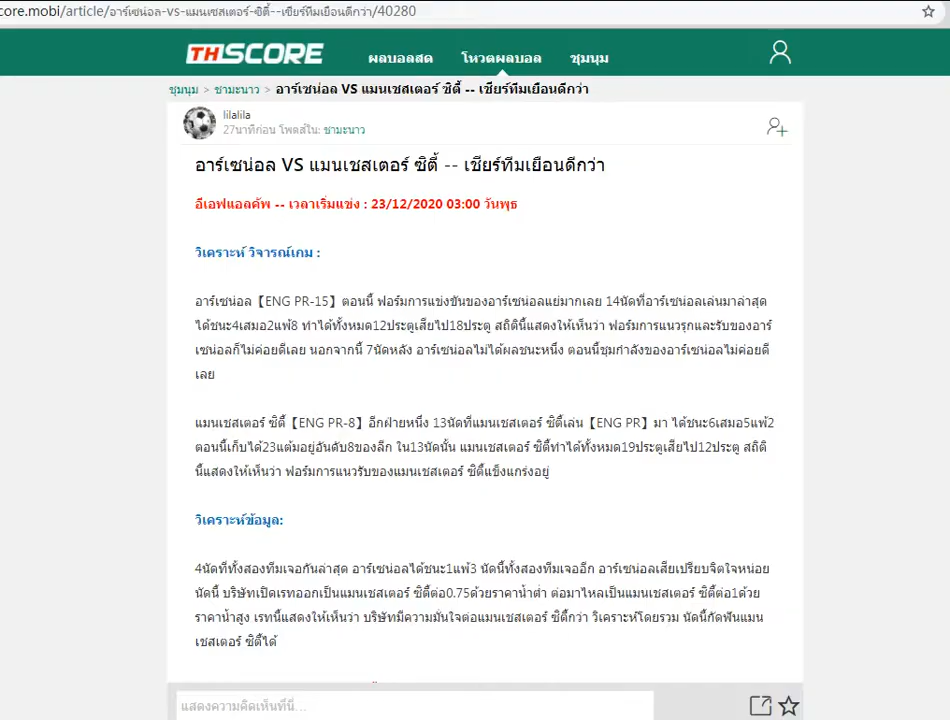 core.mobi/article/อาร์เซน่อล-vs-แมนเชสเตอร์-ซิตี้--เชียร์ทีมเยือนดีกว่า/40280
THSCORE ผลบอลสด โหวตผลบอล ชุมนุม
ชุมนุม > ชามะนาว > อาร์เซน่อล VS แมนเชสเตอร์ ซิตี้ -- เชียร์ทีมเยือนดีกว่า
lilalila
27นาทีก่อน โพตส์ใน: ชามะนาว
อาร์เซน่อล VS แมนเชสเตอร์ ซิตี้ -- เชียร์ทีมเยือนดีกว่า
อีเอฟแอลคัพ -- เวลาเริ่มแข่ง : 23/12/2020 03:00 วันพุธ
วิเคราะห์ วิจารณ์เกม :
อาร์เซน่อล【ENG PR-15】ตอนนี้ ฟอร์มการแข่งขันของอาร์เซน่อลแย่มากเลย 14นัดที่อาร์เซน่อลเล่นมาล่าสุด
ได้ชนะ4เสมอ2แพ้8 ทำได้ทั้งหมด12ประตูเสียไป18ประตู สถิตินี้แสดงให้เห็นว่า ฟอร์มการแนวรุกและรับของอาร์
เซน่อลก็ไม่ค่อยดีเลย นอกจากนี้ 7นัดหลัง อาร์เซน่อลไม่ได้ผลชนะหนึ่ง ตอนนี้ขุมกำลังของอาร์เซน่อลไม่ค่อยดี
เลย
แมนเชสเตอร์ ซิตี้【ENG PR-8】อีกฝ่ายหนึ่ง 13นัดที่แมนเชสเตอร์ ซิตี้เล่น【ENG PR】มา ได้ชนะ6เสมอ5แพ้2
ตอนนี้เก็บได้23แต้มอยู่อันดับ8ของลีก ใน13นัดนั้น แมนเชสเตอร์ ซิตี้ทำได้ทั้งหมด19ประตูเสียไป12ประตู สถิติ
นี้แสดงให้เห็นว่า ฟอร์มการแนวรับของแมนเชสเตอร์ ซิตี้แข็งแกร่งอยู่
วิเคราะห์ข้อมูล:
4นัดที่ทั้งสองทีมเจอกันล่าสุด อาร์เซน่อลได้ชนะ1แพ้3 นัดนี้ทั้งสองทีมเจออีก อาร์เซน่อลเสียเปรียบจิตใจหน่อย
นัดนี้ บริษัทเปิดเรทออกเป็นแมนเชสเตอร์ ซิตี้ต่อ0.75ด้วยราคาน้ำต่ำ ต่อมาไหลเป็นแมนเชสเตอร์ ซิตี้ต่อ1ด้วย
ราคาน้ำสูง เรทนี้แสดงให้เห็นว่า บริษัทมีความมั่นใจต่อแมนเชสเตอร์ ซิตี้กว่า วิเคราะห์โดยรวม นัดนี้กัดฟันแมน
เชสเตอร์ ซิตี้ได้
แสดงความคิดเห็นที่นี่...